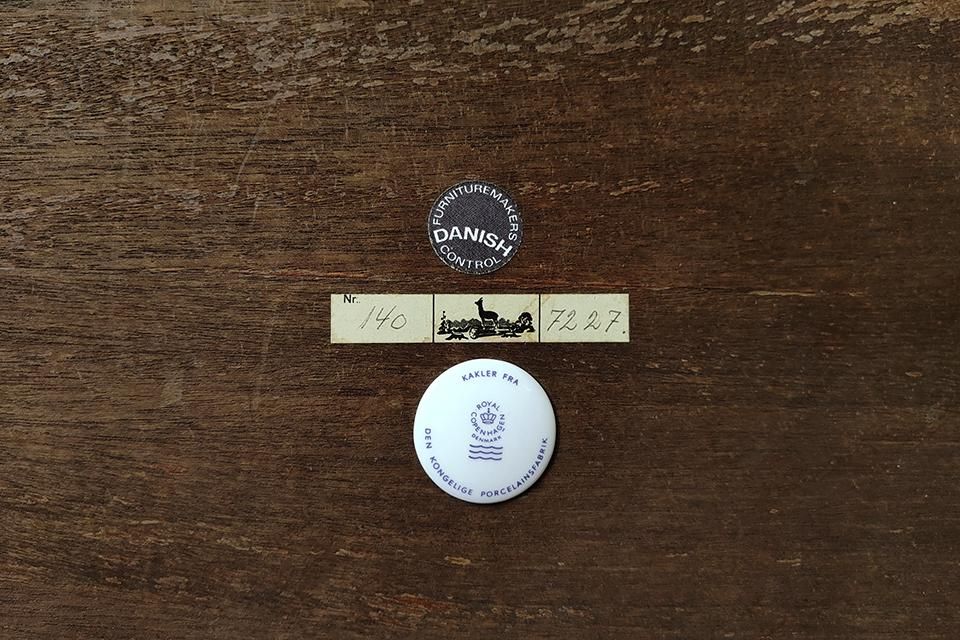 FURNITUREMAKERS
DANISH
CONTROL
Nr. 140 7227.
KAKLER FRA
ROYAL
COPENHAGEN
DENMARK
DEN KONGELIGE PORCELAINSFABRIK